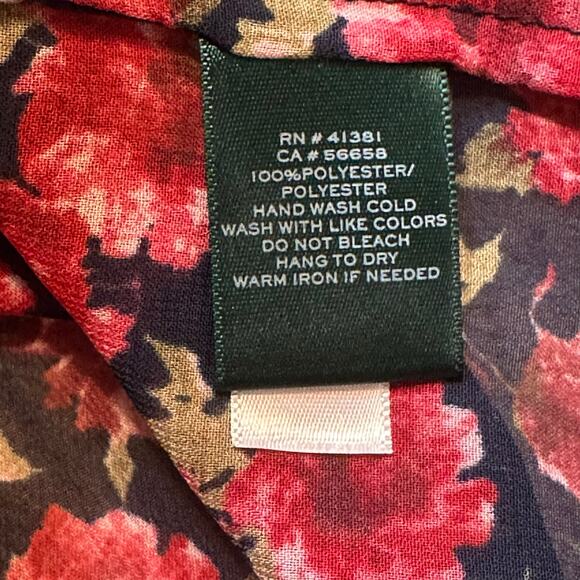 RN # 41381
CA # 56658
100%POLYESTER/
POLYESTER
HAND WASH COLD
WASH WITH LIKE COLORS
DO NOT BLEACH
HANG TO DRY
WARM IRON IF NEEDED